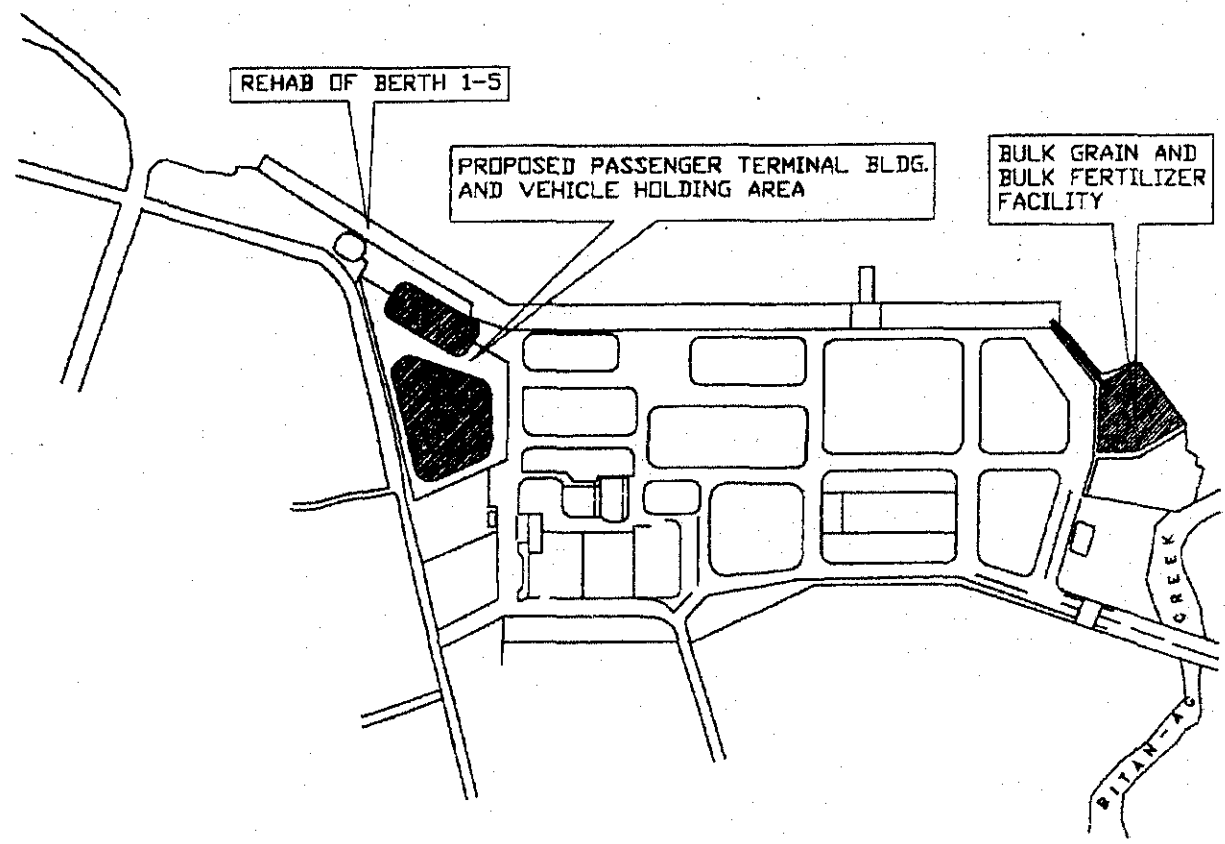 REHAB OF BERTH 1-5
PROPOSED PASSENGER TERMINAL BLDG.
AND VEHICLE HOLDING AREA
BULK GRAIN AND
BULK FERTILIZER
FACILITY
BITAN-AG CREEK